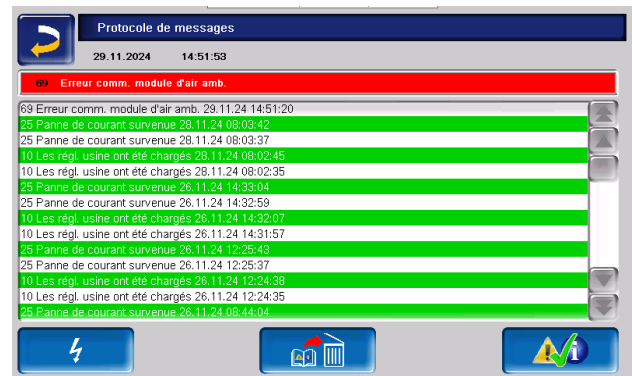 Protocole de messages
29.11.2024 14:51:53
69 Erreur comm. module d'air amb.
69 Erreur comm. module d'air amb. 29.11.24 14:51:20
25 Panne de courant survenue 28.11.24 08:03:42
25 Panne de courant survenue 28.11.24 08:03:37
10 Les régl. usine ont été chargés 28.11.24 08:02:45
10 Les régl. usine ont été chargés 28.11.24 08:02:35
25 Panne de courant survenue 26.11.24 14:33:04
25 Panne de courant survenue 26.11.24 14:32:59
10 Les régl. usine ont été chargés 26.11.24 14:32:07
10 Les régl. usine ont été chargés 26.11.24 14:31:57
25 Panne de courant survenue 26.11.24 12:25:43
25 Panne de courant survenue 26.11.24 12:25:37
10 Les régl. usine ont été chargés 26.11.24 12:24:38
10 Les régl. usine ont été chargés 26.11.24 12:24:35
25 Panne de courant survenue 26.11.24 08:44:04